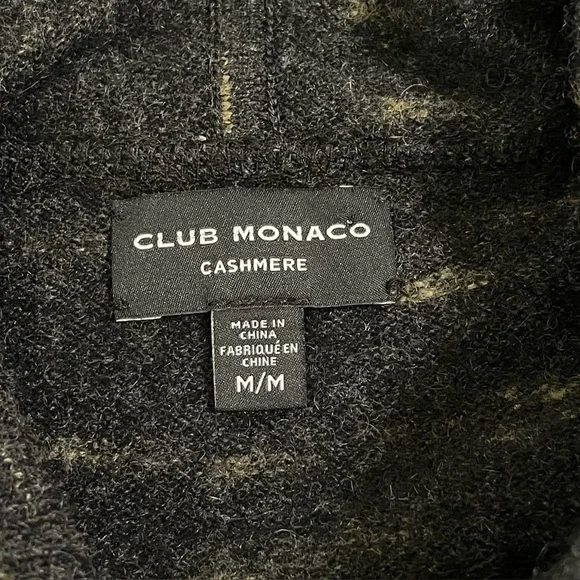 CLUB MONACO
CASHMERE
MADE IN
CHINA
FABRIQUÉ EN
CHINE
M/M